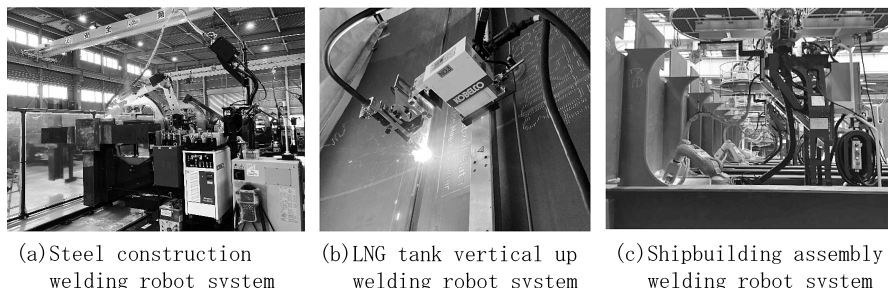 KOBELCO
(a)Steel construction
welding robot system
(b)LNG tank vertical up
welding robot system
(c)Shipbuilding assembly
welding robot system